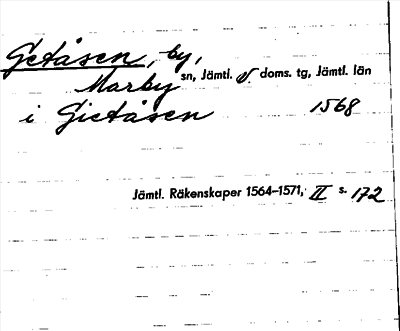 Getåsen, by,
Marby sn, Jämtl. v. doms. tg, Jämtl. län
i Gietåsen 1568
Jämtl. Räkenskaper 1564–1571, II s. 172